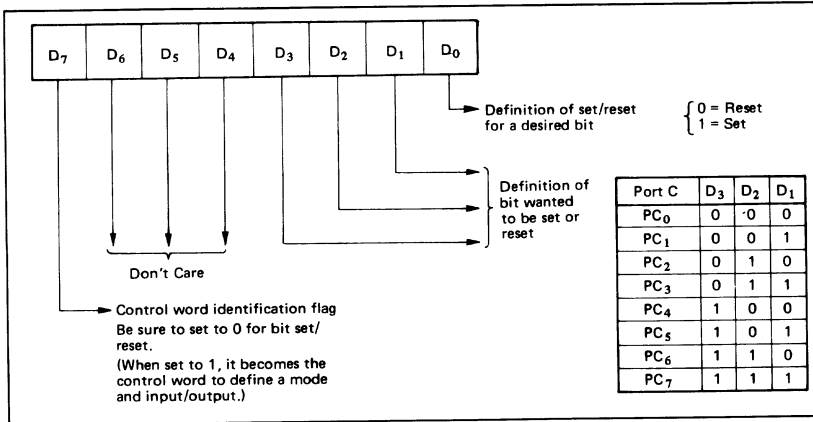 D7 D6 D5 D4 D3 D2 D1 D0
Definition of set/reset
for a desired bit
0 = Reset
1 = Set
Definition of
bit wanted
to be set or
reset
Don't Care
Control word identification flag
Be sure to set to 0 for bit set/
reset.
(When set to 1, it becomes the
control word to define a mode
and input/output.)
Port C D3 D2 D1
PC0 0 0 0
PC1 0 0 1
PC2 0 1 0
PC3 0 1 1
PC4 1 0 0
PC5 1 0 1
PC6 1 1 0
PC7 1 1 1